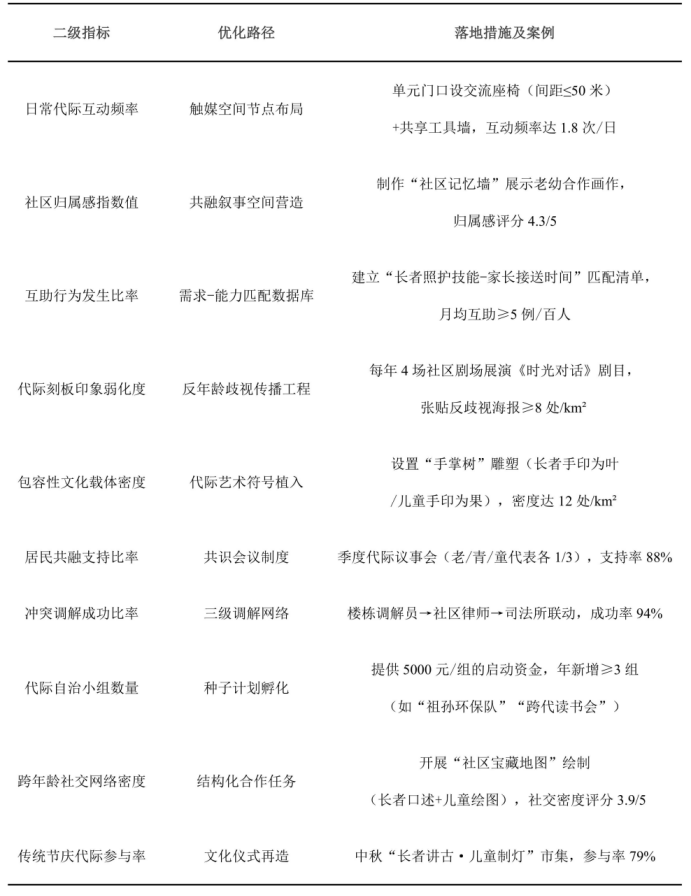 二级指标 优化路径 落地措施及案例
日常代际互动频率 触媒空间节点布局 单元门口设交流座椅（间距≤50 米）
+共享工具墙，互动频率达 1.8 次/日
社区归属感指数值 共融叙事空间营造 制作“社区记忆墙”展示老幼合作画作，
归属感评分 4.3/5
互助行为发生比率 需求-能力匹配数据库 建立“长者照护技能-家长接送时间”匹配清单，
月均互助≥5 例/百人
代际刻板印象弱化度 反年龄歧视传播工程 每年 4 场社区剧场展演《时光对话》剧目，
张贴反歧视海报≥8 处/km²
包容性文化载体密度 代际艺术符号植入 设置“手掌树”雕塑（长者手印为叶
/儿童手印为果），密度达 12 处/km²
居民共融支持比率 共识会议制度 季度代际议事会（老/青/童代表各 1/3），支持率 88%
冲突调解成功比率 三级调解网络 楼栋调解员→社区律师→司法所联动，成功率 94%
代际自治小组数量 种子计划孵化 提供 5000 元/组的启动资金，年新增≥3 组
（如“祖孙环保队”“跨代读书会”）
跨年龄社交网络密度 结构化合作任务 开展“社区宝藏地图”绘制
（长者口述+儿童绘图），社交密度评分 3.9/5
传统节庆代际参与率 文化仪式再造 中秋“长者讲古·儿童制灯”市集，参与率 79%